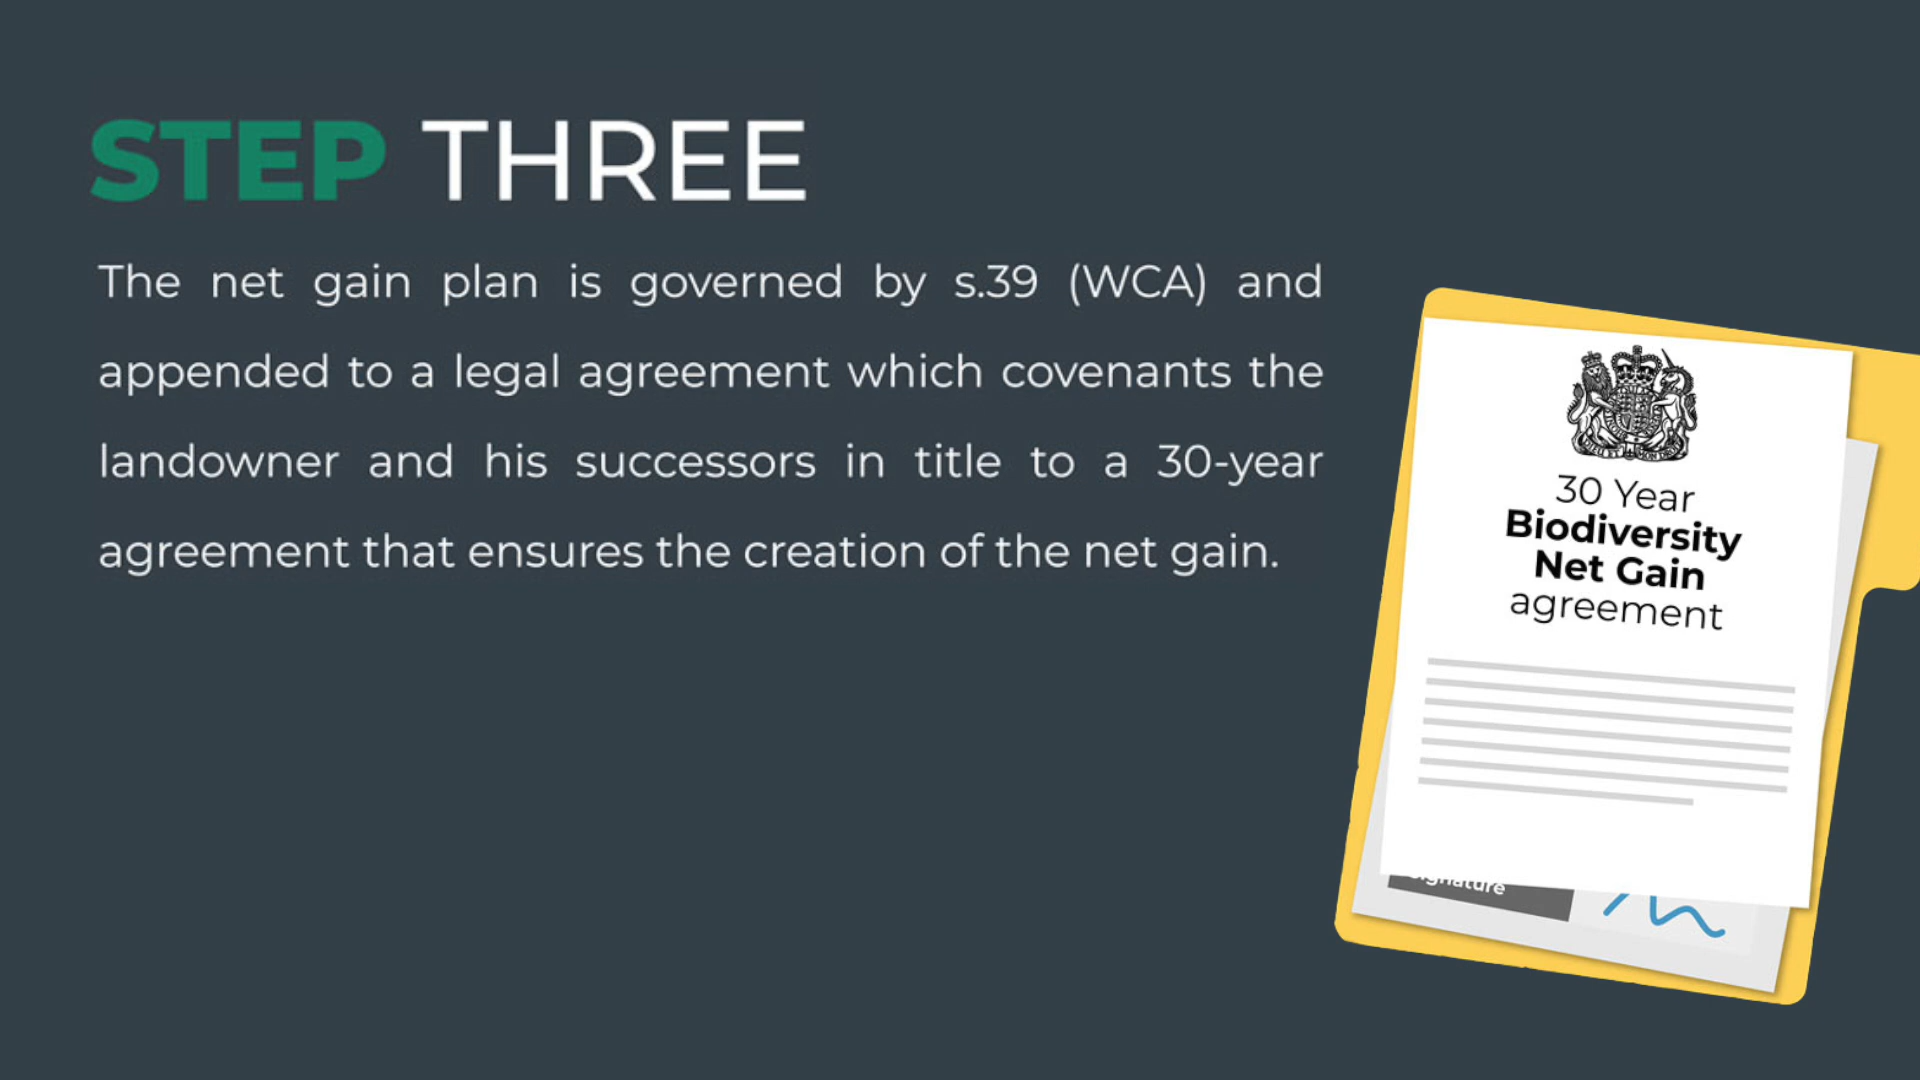 STEP THREE
The net gain plan is governed by s.39 (WCA) and
appended to a legal agreement which covenants the
landowner and his successors in title to a 30-year
agreement that ensures the creation of the net gain.
30 Year
Biodiversity
Net Gain
agreement
Signature